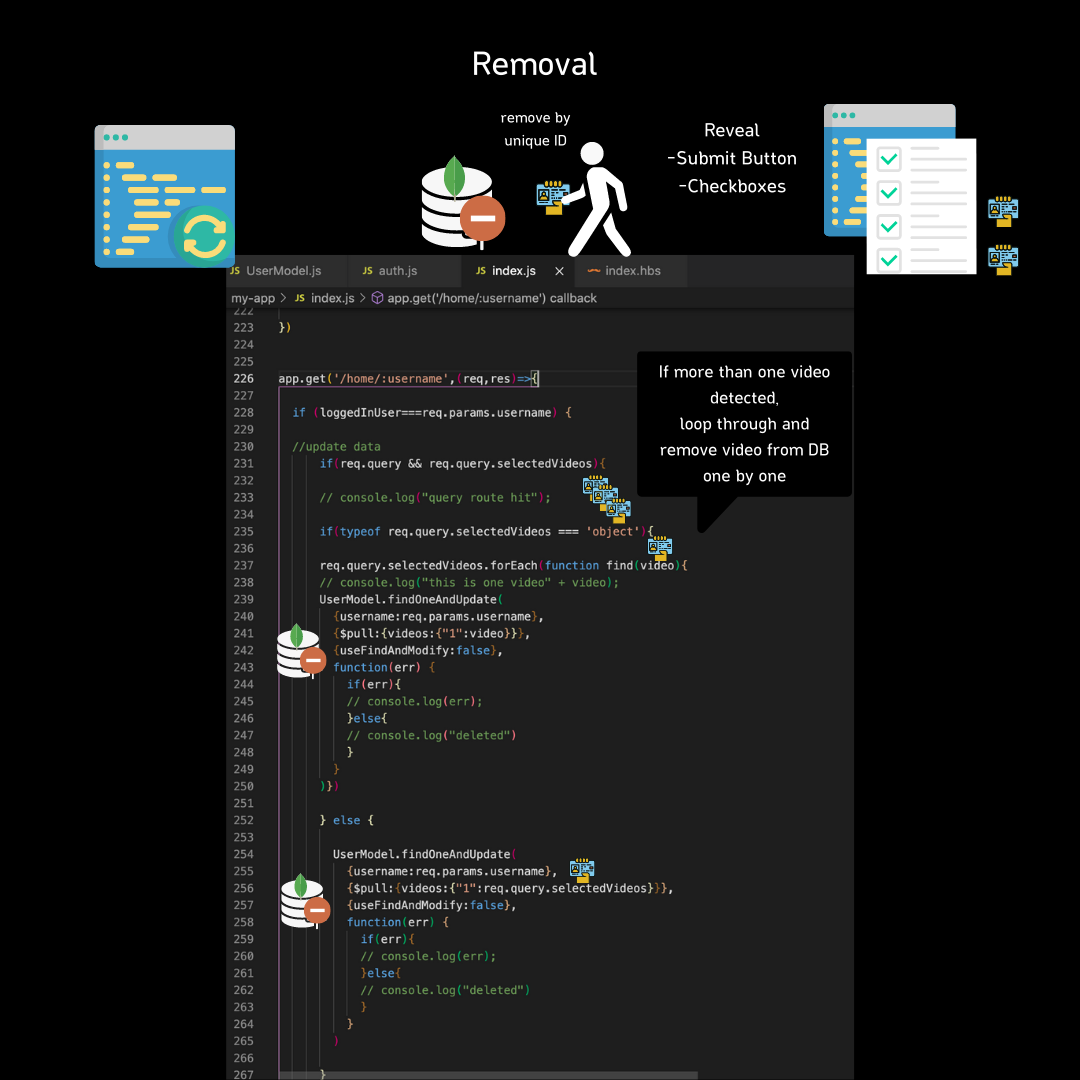 Removal
remove by
unique ID
Reveal
-Submit Button
-Checkboxes
JS UserModel.js JS auth.js JS index.js × index.hbs
my-app > JS index.js > app.get('/home/:username') callback
222
223 })
224
225
226 app.get('/home/:username',(req,res)=>{
227
228 if (loggedInUser===req.params.username) {
229
230 //update data
231 if(req.query && req.query.selectedVideos){
232
233 // console.log("query route hit");
234
235 if(typeof req.query.selectedVideos === 'object'){
236
237 req.query.selectedVideos.forEach(function find(video){
238 // console.log("this is one video" + video);
239 UserModel.findOneAndUpdate(
240 {username:req.params.username},
241 {$pull:{videos:{"1":video}}},
242 {useFindAndModify:false},
243 function(err) {
244 if(err){
245 // console.log(err);
246 }else{
247 // console.log("deleted")
248 }
249 }
250 )})
251
252 } else {
253
254 UserModel.findOneAndUpdate(
255 {username:req.params.username},
256 {$pull:{videos:{"1":req.query.selectedVideos}}},
257 {useFindAndModify:false},
258 function(err) {
259 if(err){
260 // console.log(err);
261 }else{
262 // console.log("deleted")
263 }
264 }
265 )
266
267 }
If more than one video
detected,
loop through and
remove video from DB
one by one